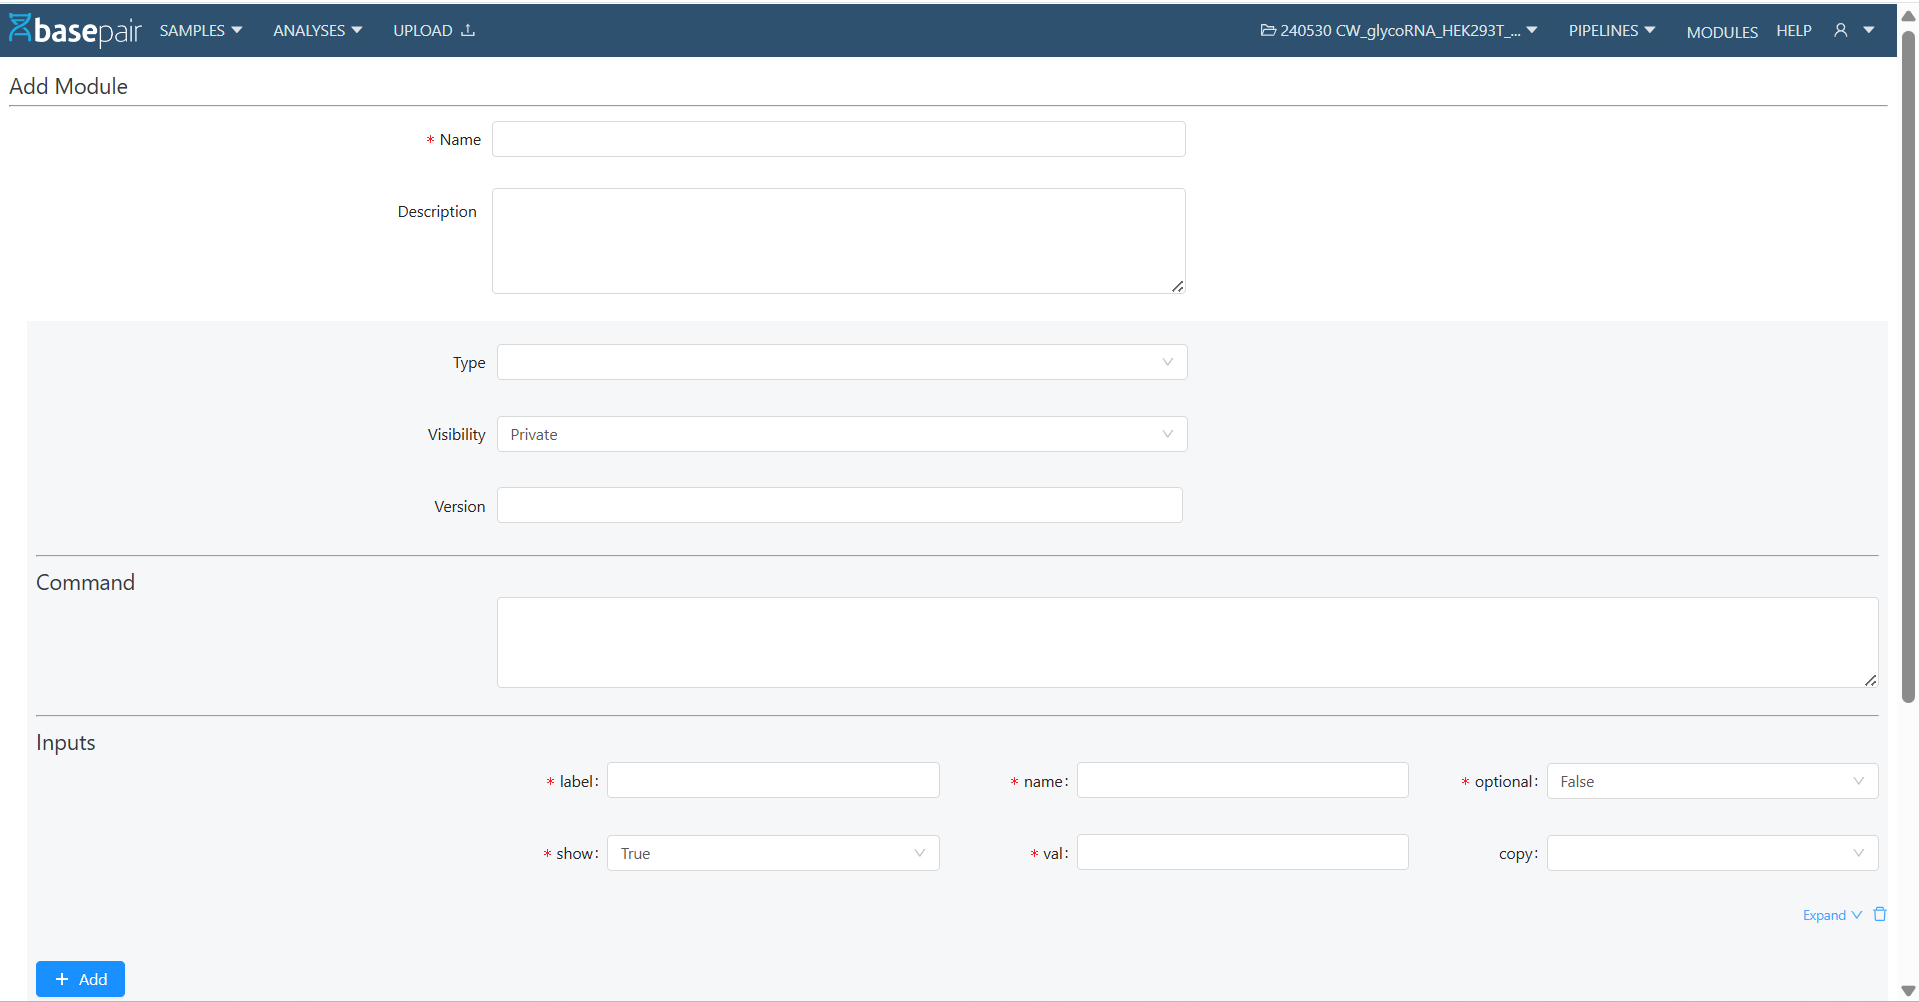 basepair SAMPLES ANALYSES UPLOAD 240530 CW_glycoRNA_HEK293T_... PIPELINES MODULES HELP
Add Module
* Name
Description
Type
Visibility Private
Version
Command
Inputs
* label: * name: * optional: False
* show: True * val: copy:
Expand
+ Add